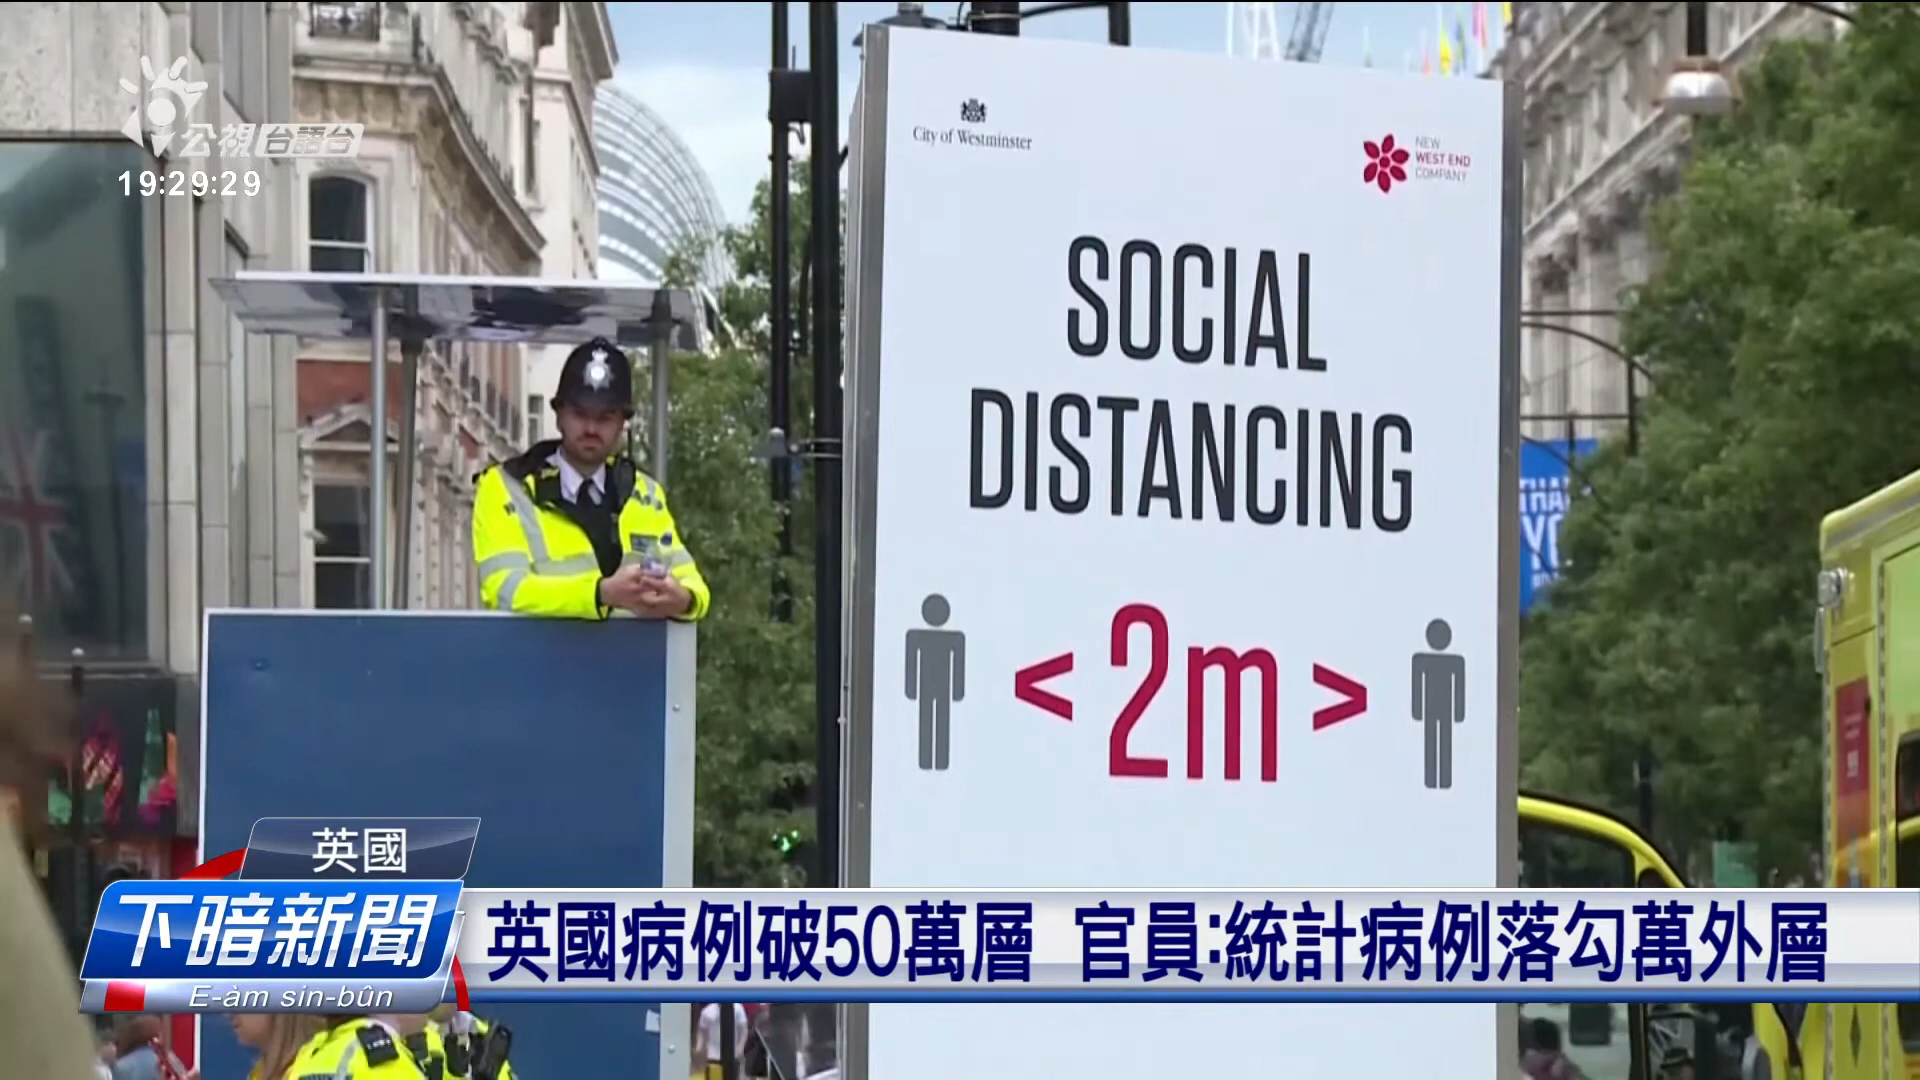 公視台語台
19:29:29
City of Westminster
NEW
WEST END
COMPANY
SOCIAL
DISTANCING
<2m>
THA
YO
英國
下暗新聞
E-àm sin-bûn
英國病例破50萬層 官員:統計病例落勾萬外層